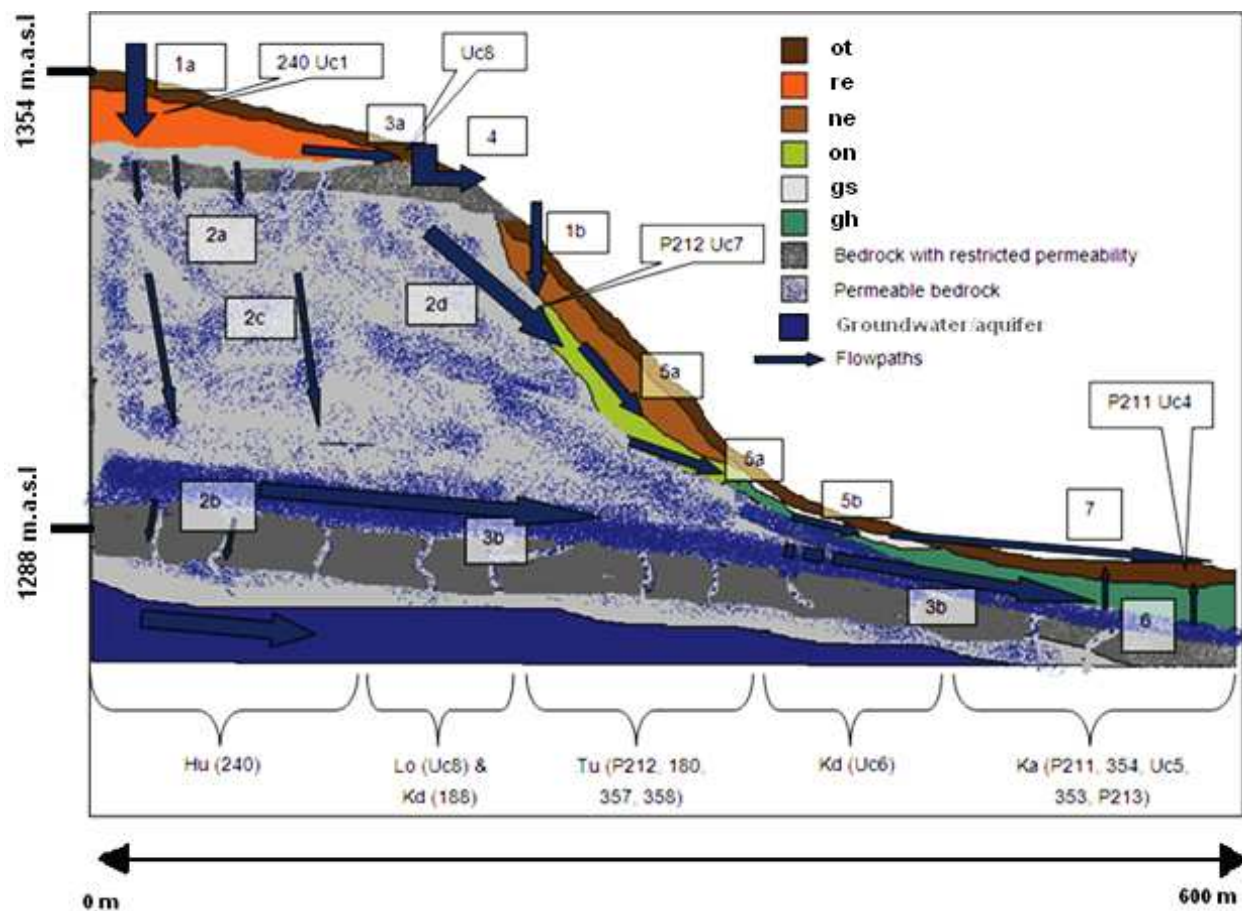 1354 m.a.s.l
1288 m.a.s.l
1a
240 Uc1
Uc8
3a
4
1b
P212 Uc7
2a
2c
2d
5a
5a
5b
P211 Uc4
7
2b
3b
3b
6
ot
re
ne
on
gs
gh
Bedrock with restricted permeability
Permeable bedrock
Groundwater/aquifer
Flowpaths
Hu (240)
Lo (Uc8) &
Kd (188)
Tu (P212, 180,
357, 358)
Kd (Uc6)
Ka (P211, 354, Uc5,
353, P213)
0 m
600 m